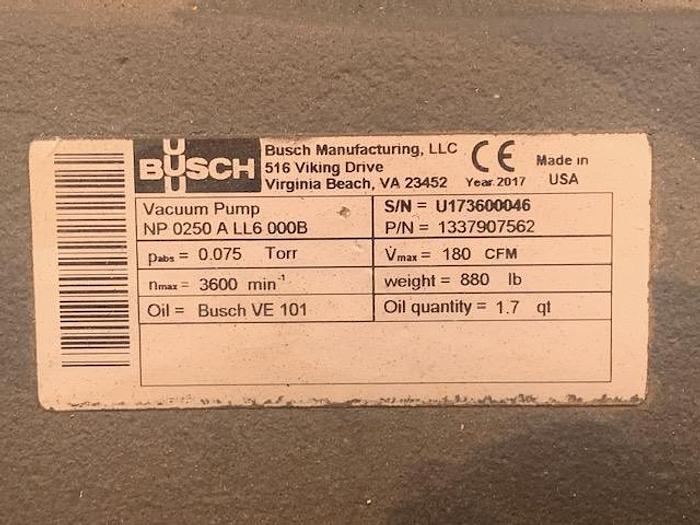 BUSCH
Busch Manufacturing, LLC
516 Viking Drive
Virginia Beach, VA 23452
CE
Year 2017
Made in
USA
Vacuum Pump
NP 0250 A LL6 000B
S/N = U173600046
P/N = 1337907562
pabs = 0.075 Torr
V̇max = 180 CFM
nmax = 3600 min⁻¹
weight = 880 lb
Oil = Busch VE 101
Oil quantity = 1.7 qt